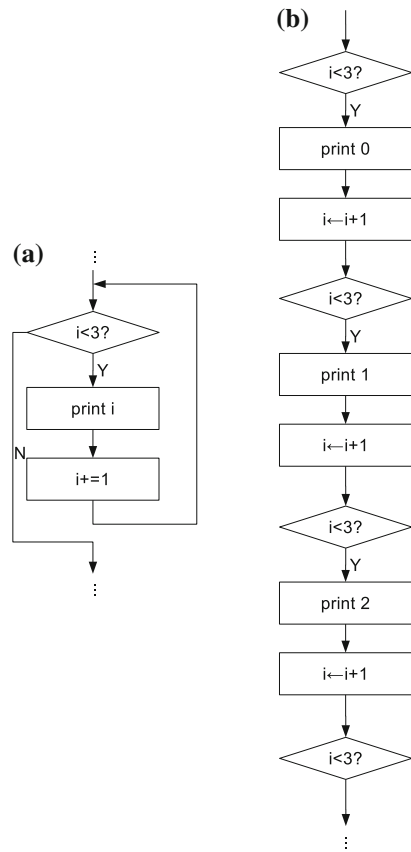 (a)
⋮
i<3?
Y
print i
N
i+=1
⋮
(b)
i<3?
Y
print 0
i←i+1
i<3?
Y
print 1
i←i+1
i<3?
Y
print 2
i←i+1
i<3?
⋮